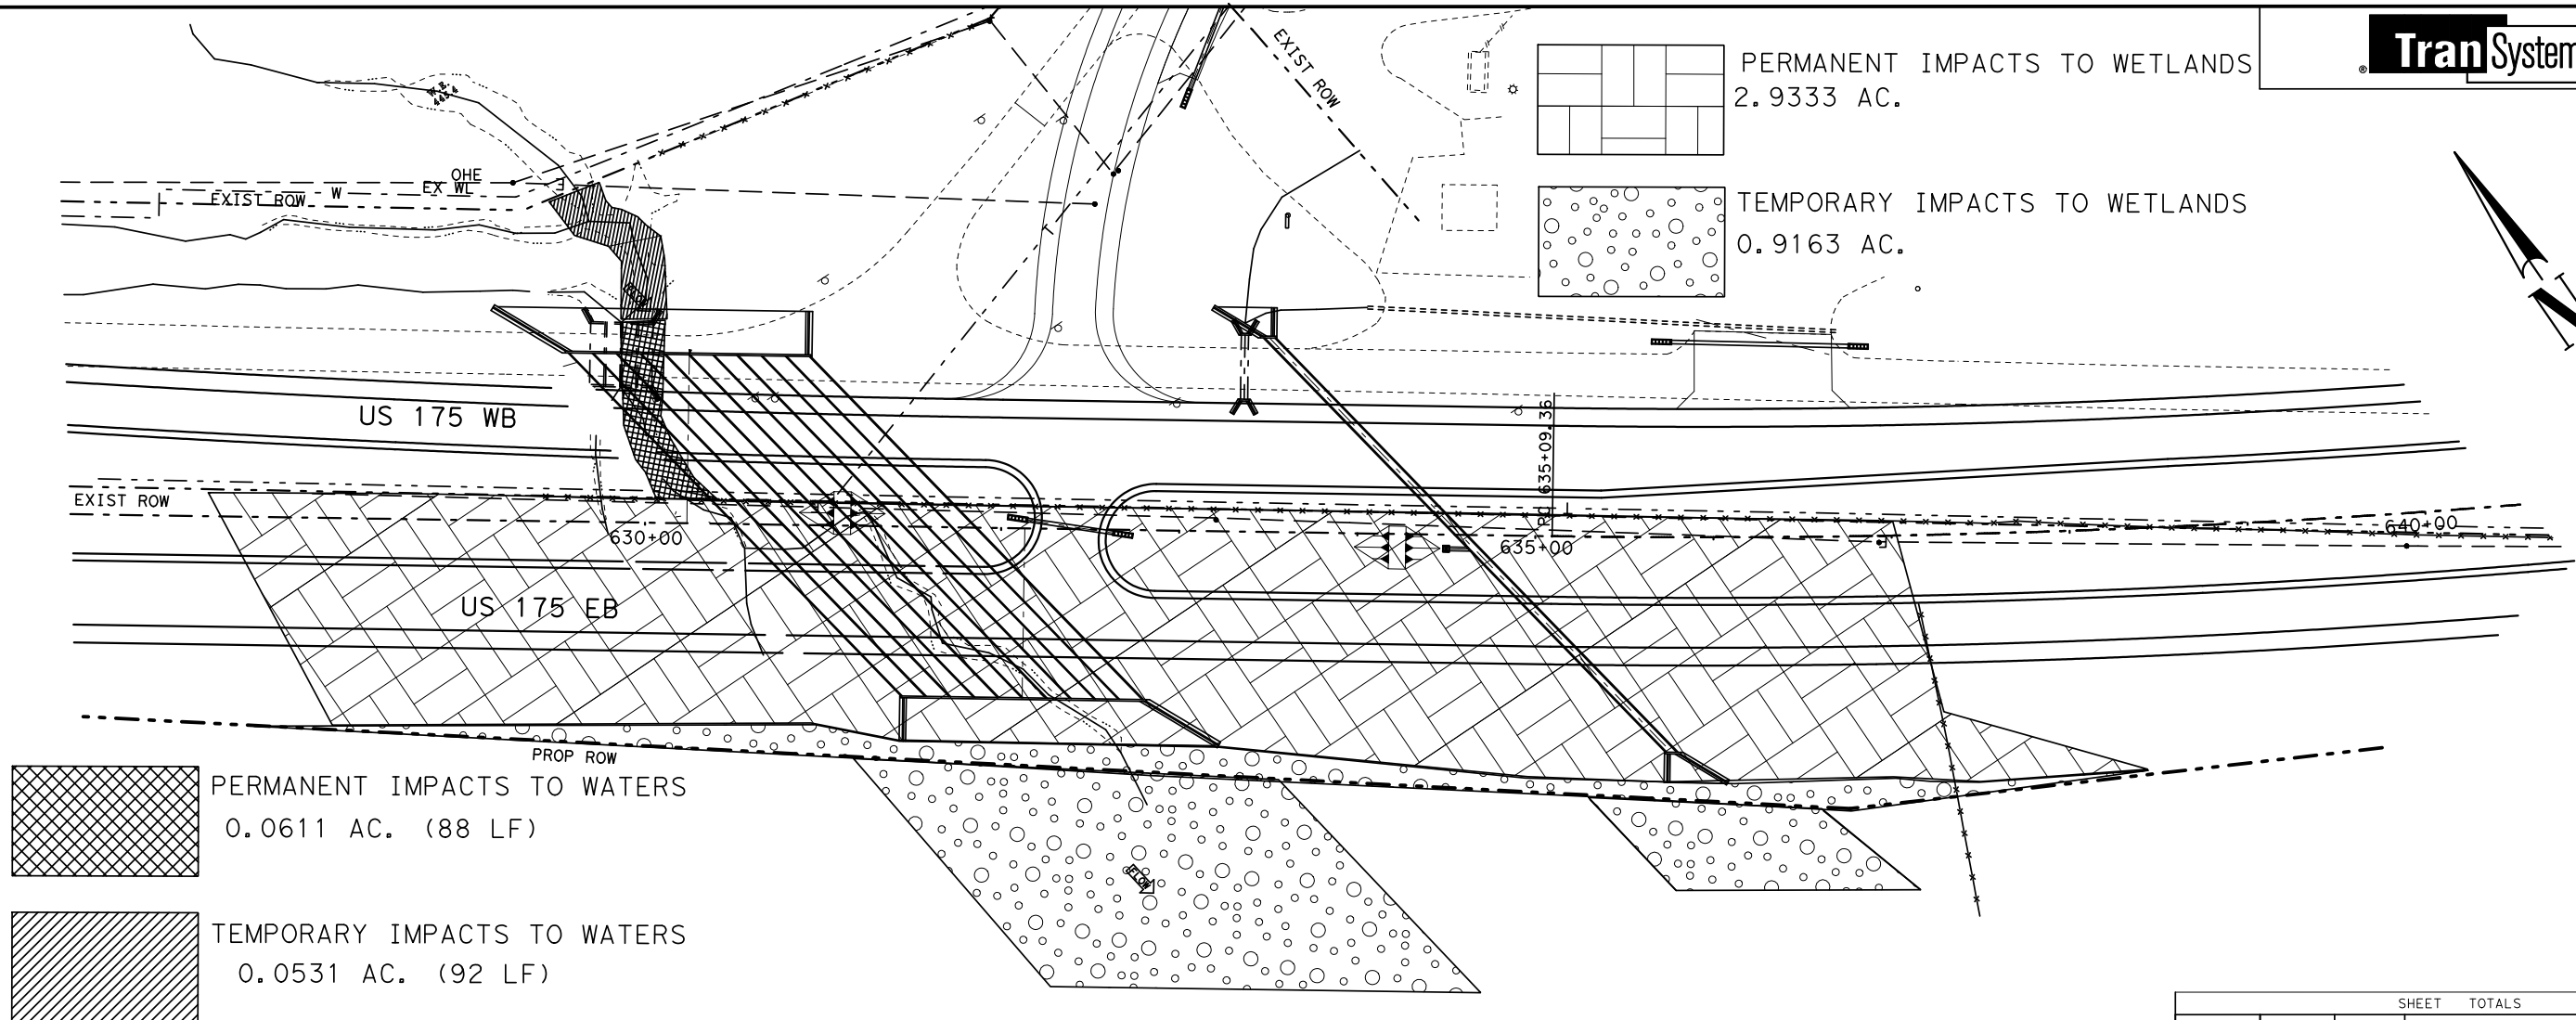 EXIST ROW
PERMANENT IMPACTS TO WETLANDS
2.9333 AC.
® TranSystem
OHE
EX WL
W
EXIST ROW
TEMPORARY IMPACTS TO WETLANDS
0.9163 AC.
T
US 175 WB
PC 635+09.36
EXIST ROW
630+00
635+00
640+00
US 175 EB
PROP ROW
PERMANENT IMPACTS TO WATERS
0.0611 AC. (88 LF)
FLOW
TEMPORARY IMPACTS TO WATERS
0.0531 AC. (92 LF)
SHEET TOTALS